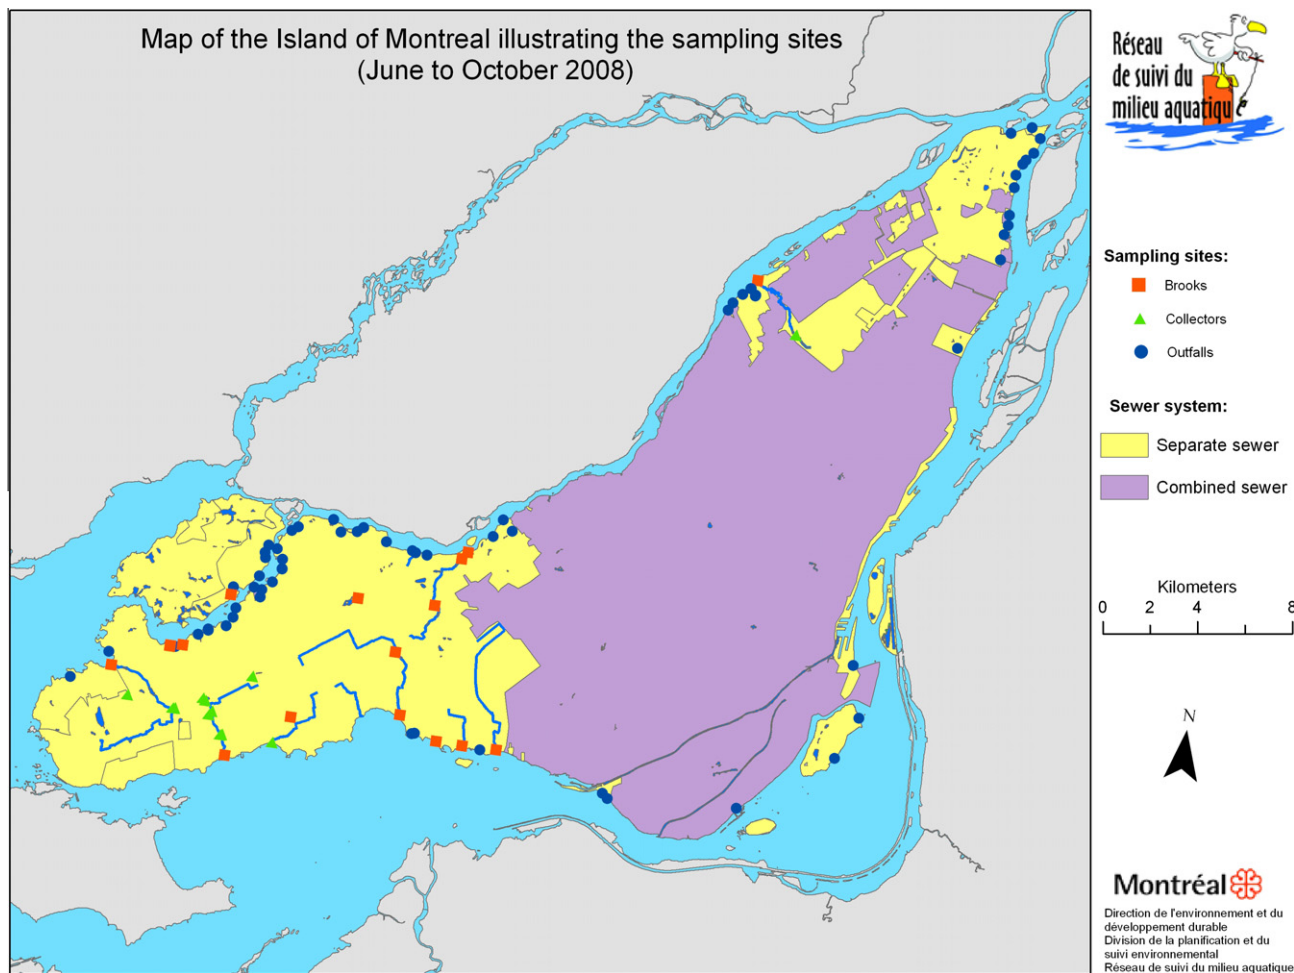 Map of the Island of Montreal illustrating the sampling sites
(June to October 2008)
Réseau
de suivi du
milieu aquatique
Sampling sites:
Brooks
Collectors
Outfalls
Sewer system:
Separate sewer
Combined sewer
Kilometers
0 2 4 8
N
Montréal
Direction de l'environnement et du
développement durable
Division de la planification et du
suivi environnemental
Réseau de suivi du milieu aquatique